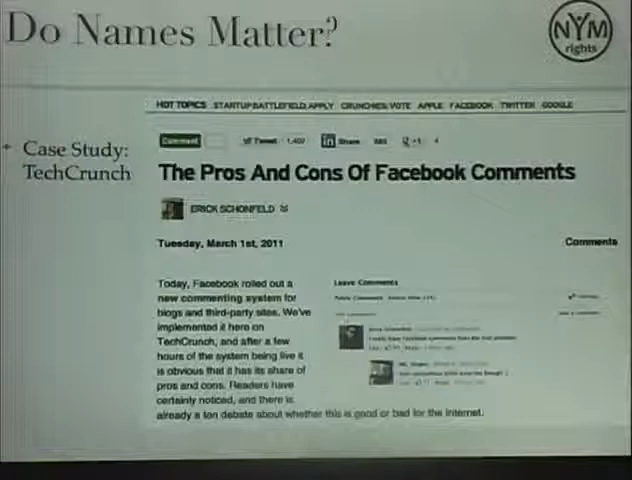 Do Names Matter?
NYM
rights
HOT TOPICS STARTUP BATTLEFIELD, APPLY CRUNCHIES: VOTE APPLE FACEBOOK TWITTER GOOGLE
Case Study:
TechCrunch
Comment Tweet Share +1 4
The Pros And Cons Of Facebook Comments
ERICK SCHONFELD
Tuesday, March 1st, 2011
Comments
Today, Facebook rolled out a
new commenting system for
blogs and third-party sites. We've
implemented it here on
TechCrunch, and after a few
hours of the system being live it
is obvious that it has its share of
pros and cons. Readers have
certainly noticed, and there is
already a ton debate about whether this is good or bad for the Internet.
Leave Comments